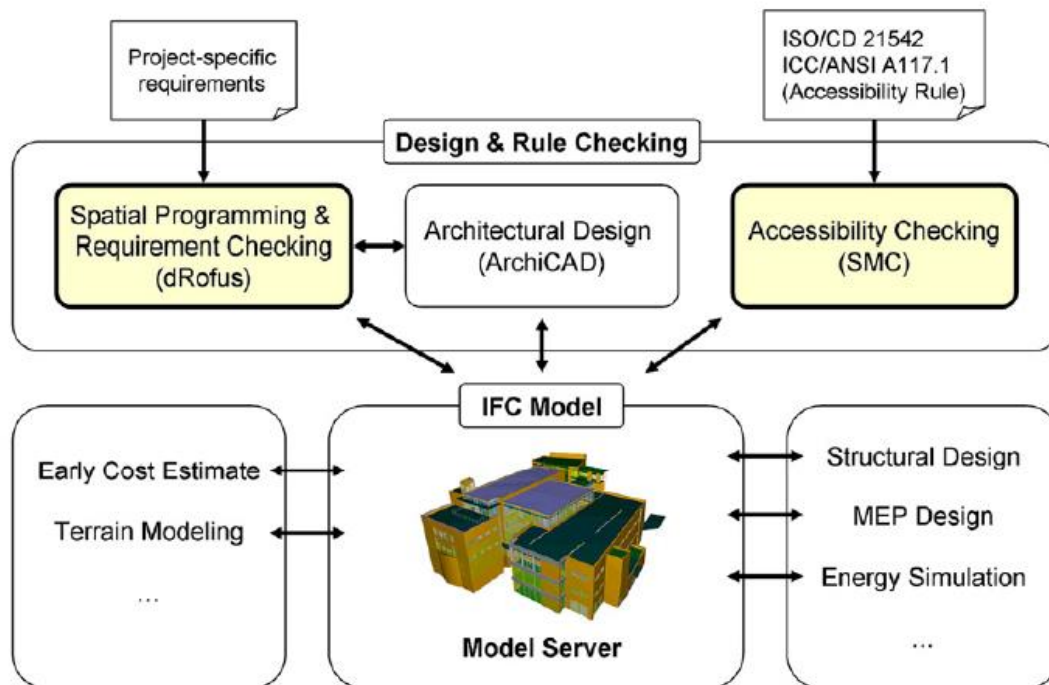 Project-specific
requirements
ISO/CD 21542
ICC/ANSI A117.1
(Accessibility Rule)
Design & Rule Checking
Spatial Programming &
Requirement Checking
(dRofus)
Architectural Design
(ArchiCAD)
Accessibility Checking
(SMC)
IFC Model
Early Cost Estimate
Terrain Modeling
...
Model Server
Structural Design
MEP Design
Energy Simulation
...